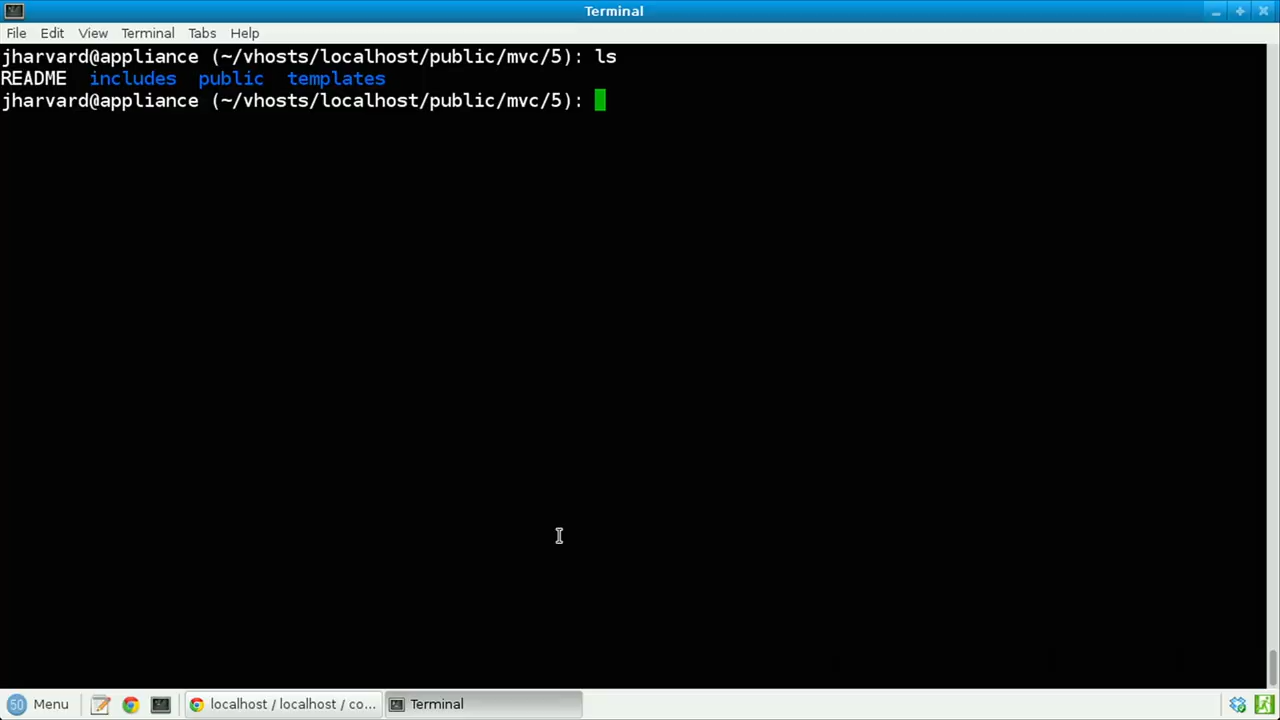 Terminal
File Edit View Terminal Tabs Help
jharvard@appliance (~/vhosts/localhost/public/mvc/5): ls
README includes public templates
jharvard@appliance (~/vhosts/localhost/public/mvc/5):
50 Menu localhost / localhost / co... Terminal